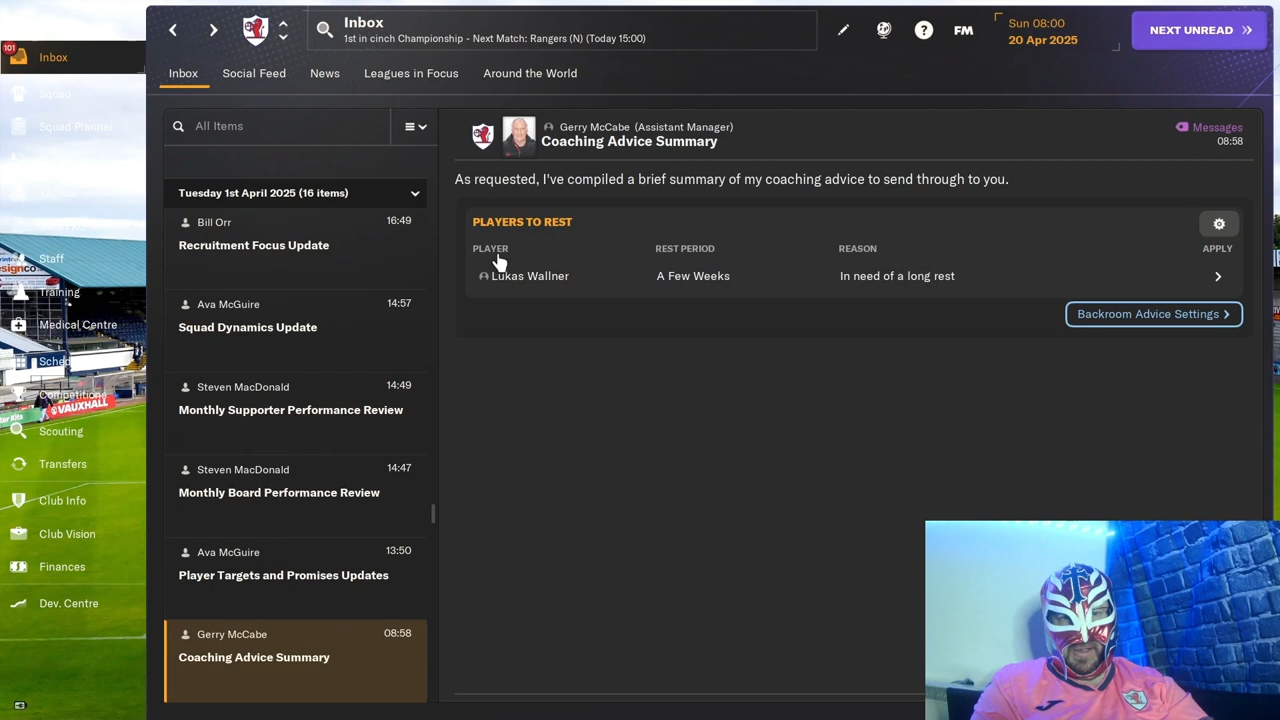 Inbox
1st in cinch Championship - Next Match: Rangers (N) (Today 15:00)
FM
Sun 08:00
20 Apr 2025
NEXT UNREAD
101
Inbox
Squad
Squad Planner
Staff
Training
Medical Centre
Sched
Competitions
Scouting
Transfers
Club Info
Club Vision
Finances
Dev. Centre
Inbox
Social Feed
News
Leagues in Focus
Around the World
All Items
Tuesday 1st April 2025 (16 items)
Bill Orr 16:49
Recruitment Focus Update
Ava McGuire 14:57
Squad Dynamics Update
Steven MacDonald 14:49
Monthly Supporter Performance Review
Steven MacDonald 14:47
Monthly Board Performance Review
Ava McGuire 13:50
Player Targets and Promises Updates
Gerry McCabe 08:58
Coaching Advice Summary
Gerry McCabe (Assistant Manager)
Coaching Advice Summary
Messages
08:58
As requested, I've compiled a brief summary of my coaching advice to send through to you.
PLAYERS TO REST
PLAYER REST PERIOD REASON APPLY
Lukas Wallner A Few Weeks In need of a long rest
Backroom Advice Settings
VAUXHALL